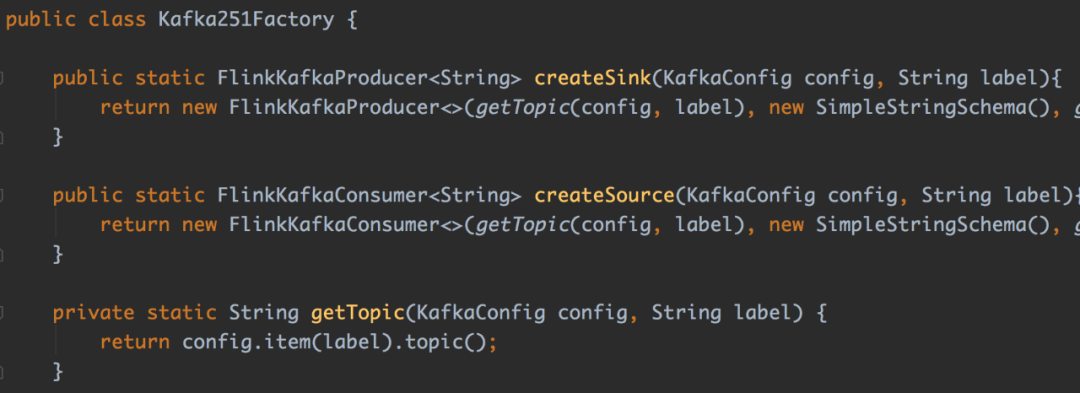 public class Kafka251Factory {
public static FlinkKafkaProducer<String> createSink(KafkaConfig config, String label){
return new FlinkKafkaProducer<>(getTopic(config, label), new SimpleStringSchema(),
}
public static FlinkKafkaConsumer<String> createSource(KafkaConfig config, String label){
return new FlinkKafkaConsumer<>(getTopic(config, label), new SimpleStringSchema(),
}
private static String getTopic(KafkaConfig config, String label) {
return config.item(label).topic();
}